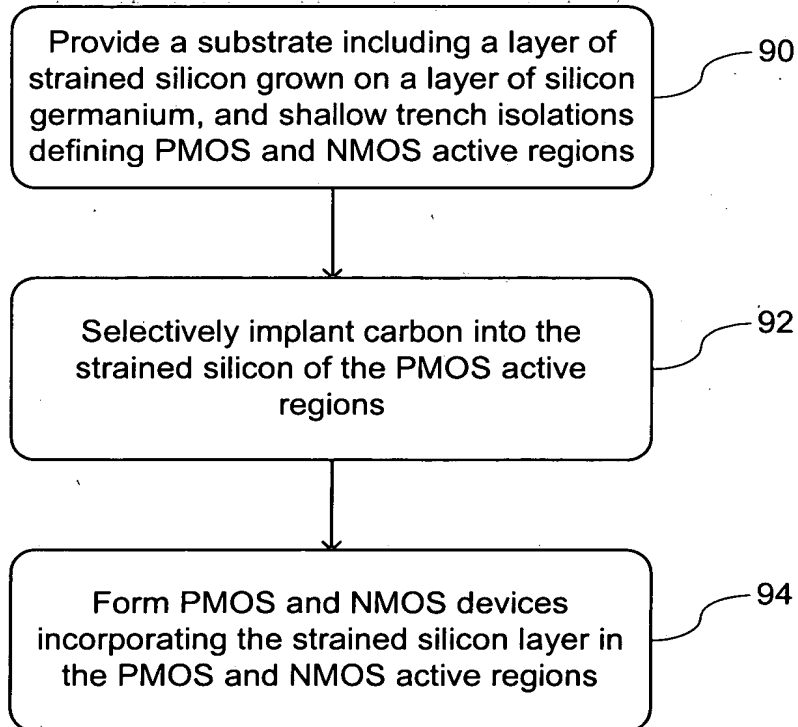 Provide a substrate including a layer of
strained silicon grown on a layer of silicon
germanium, and shallow trench isolations
defining PMOS and NMOS active regions
90
Selectively implant carbon into the
strained silicon of the PMOS active
regions
92
Form PMOS and NMOS devices
incorporating the strained silicon layer in
the PMOS and NMOS active regions
94